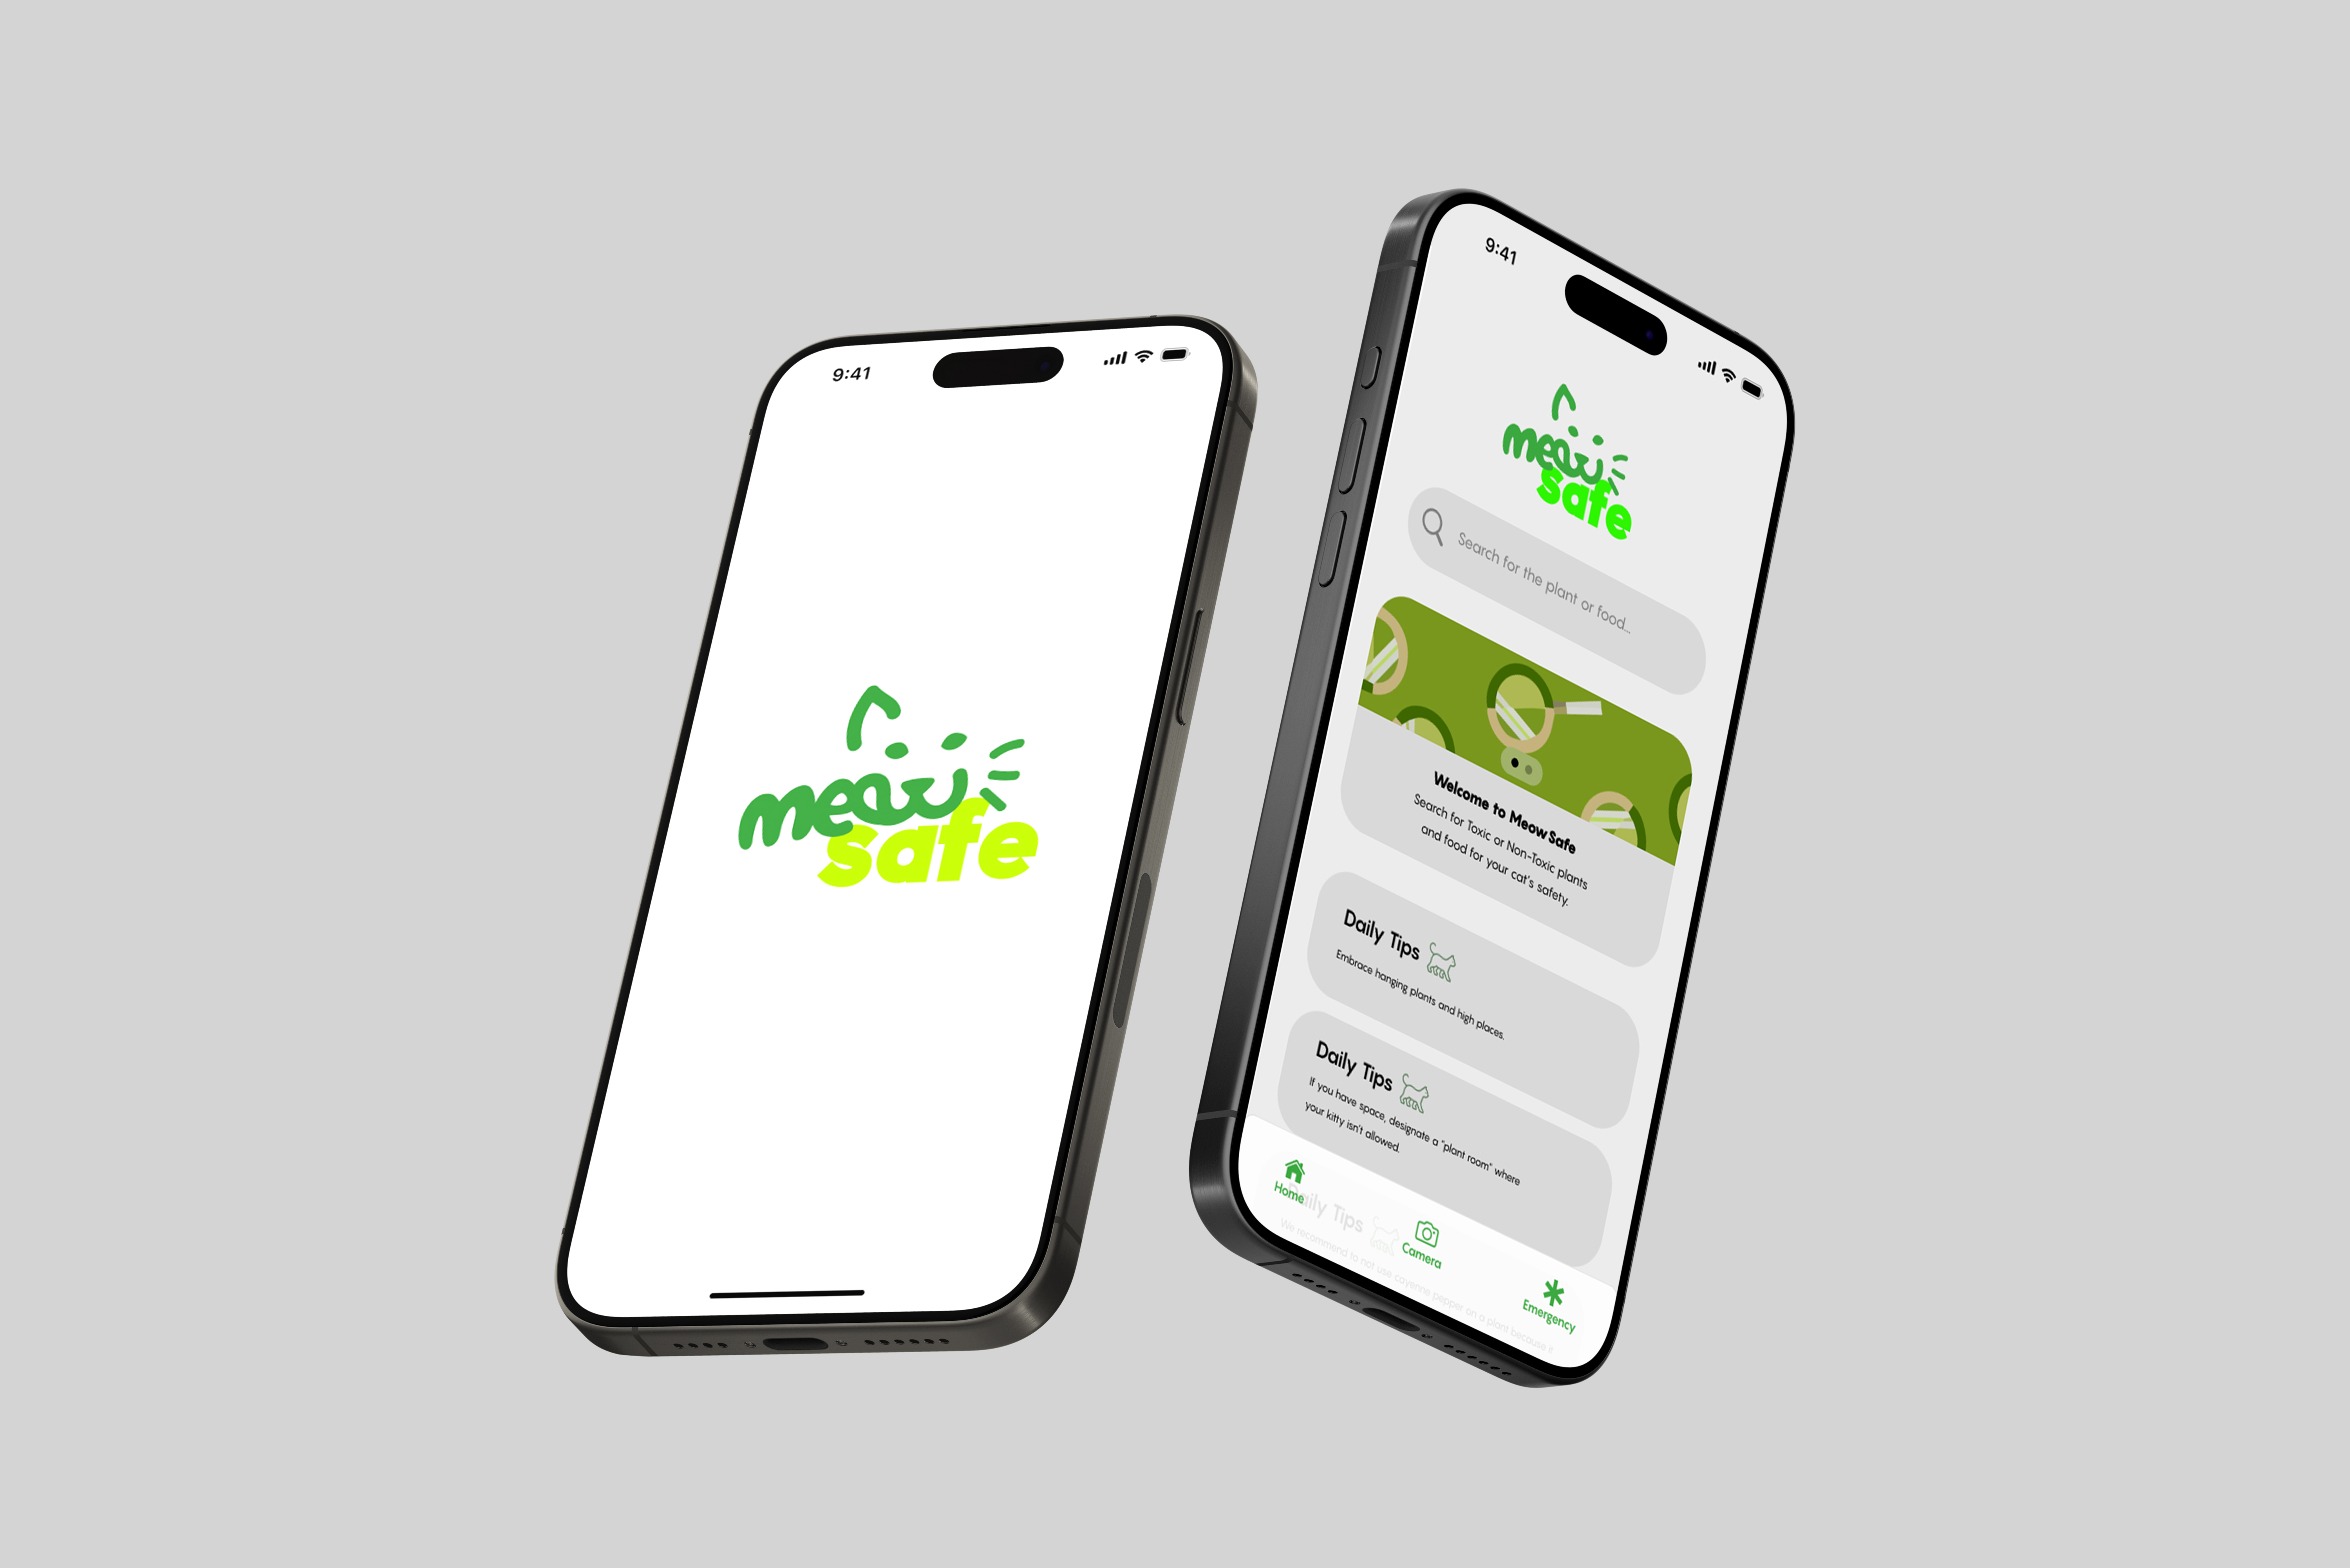 9:41
meow
safe
9:41
meow
safe
Search for the plant or food...
Welcome to MeowSafe
Search for Toxic or Non-Toxic plants
and food for your cat's safety.
Daily Tips
Embrace hanging plants and high places.
Daily Tips
If you have space, designate a "plant room" where
your kitty isn't allowed.
Home
Daily Tips
Camera
We recommend to not use cayenne pepper on a plant because it
Emergency